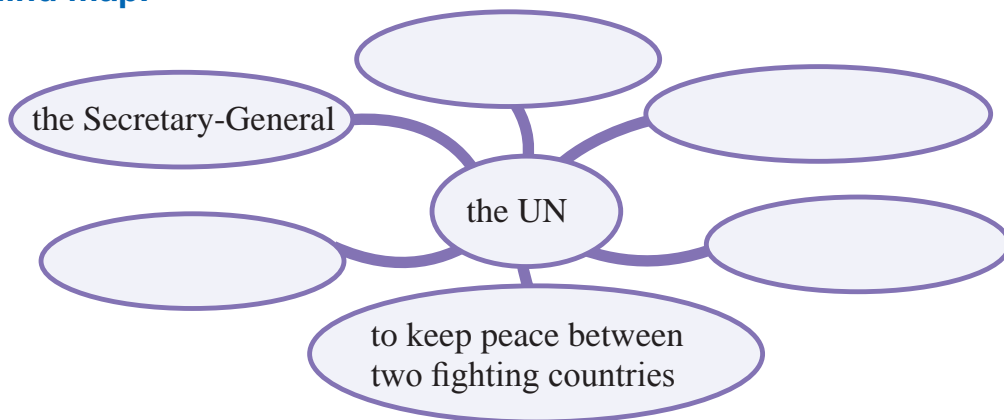 the Secretary-General
the UN
to keep peace between
two fighting countries